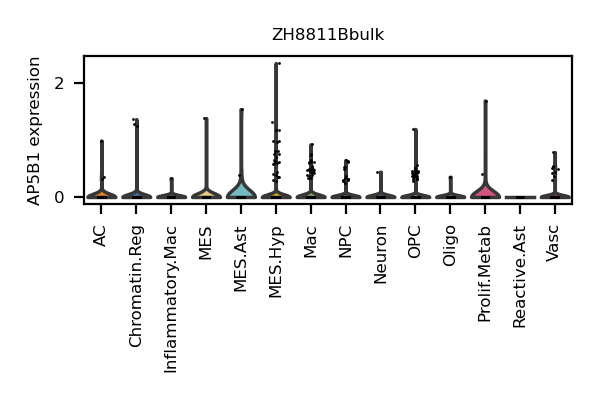 ZH8811Bbulk
AP5B1 expression
2
0
AC
Chromatin.Reg
Inflammatory.Mac
MES
MES.Ast
MES.Hyp
Mac
NPC
Neuron
OPC
Oligo
Prolif.Metab
Reactive.Ast
Vasc